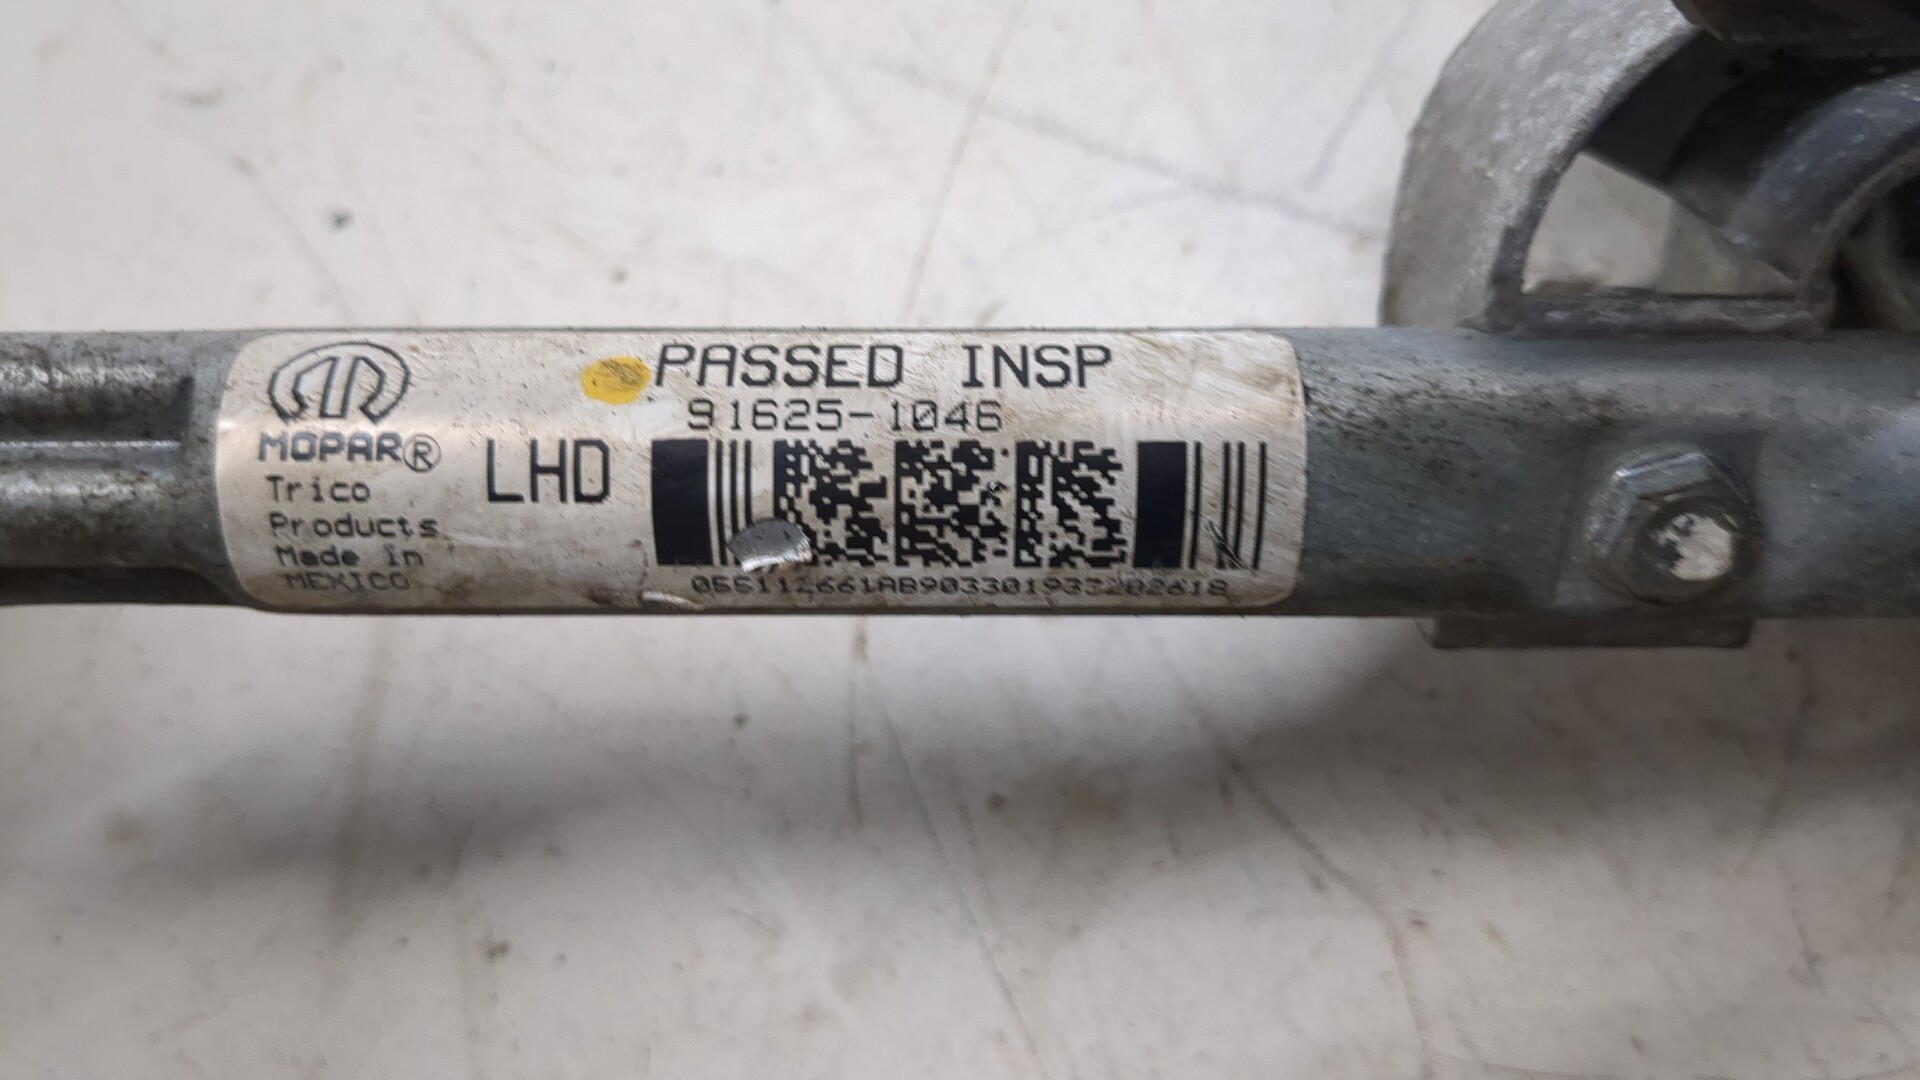 MOPAR®
Trico
Products
Made in
MEXICO
LHD
PASSED INSP
91625-1046